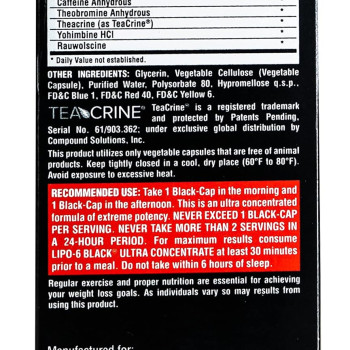 Caffeine Anhydrous
Theobromine Anhydrous *
Theacrine (as TeaCrine®) *
Yohimbine HCl *
Rauwolscine *
* Daily Value not established.
OTHER INGREDIENTS: Glycerin, Vegetable Cellulose (Vegetable
Capsule), Purified Water, Polysorbate 80, Hypromellose q.s.p.,
FD&C Blue 1, FD&C Red 40, FD&C Yellow 6.
TEACRINE® TeaCrine® is a registered trademark
and protected by Patents Pending,
Serial No. 61/903.362; under exclusive global distribution by
Compound Solutions, Inc.
This product utilizes only vegetable capsules that are free of animal
products. Keep tightly closed in a cool, dry place (60°F to 80°F).
Avoid exposure to excessive heat.
RECOMMENDED USE: Take 1 Black-Cap in the morning and
1 Black-Cap in the afternoon. This is an ultra concentrated
formula of extreme potency. NEVER EXCEED 1 BLACK-CAP
PER SERVING. NEVER TAKE MORE THAN 2 SERVINGS IN
A 24-HOUR PERIOD. For maximum results consume
LIPO-6 BLACK® ULTRA CONCENTRATE at least 30 minutes
prior to a meal. Do not take within 6 hours of sleep.
Regular exercise and proper nutrition are essential for achieving
your weight loss goals. As individuals vary so may results from
using this product.
Manufactured for: